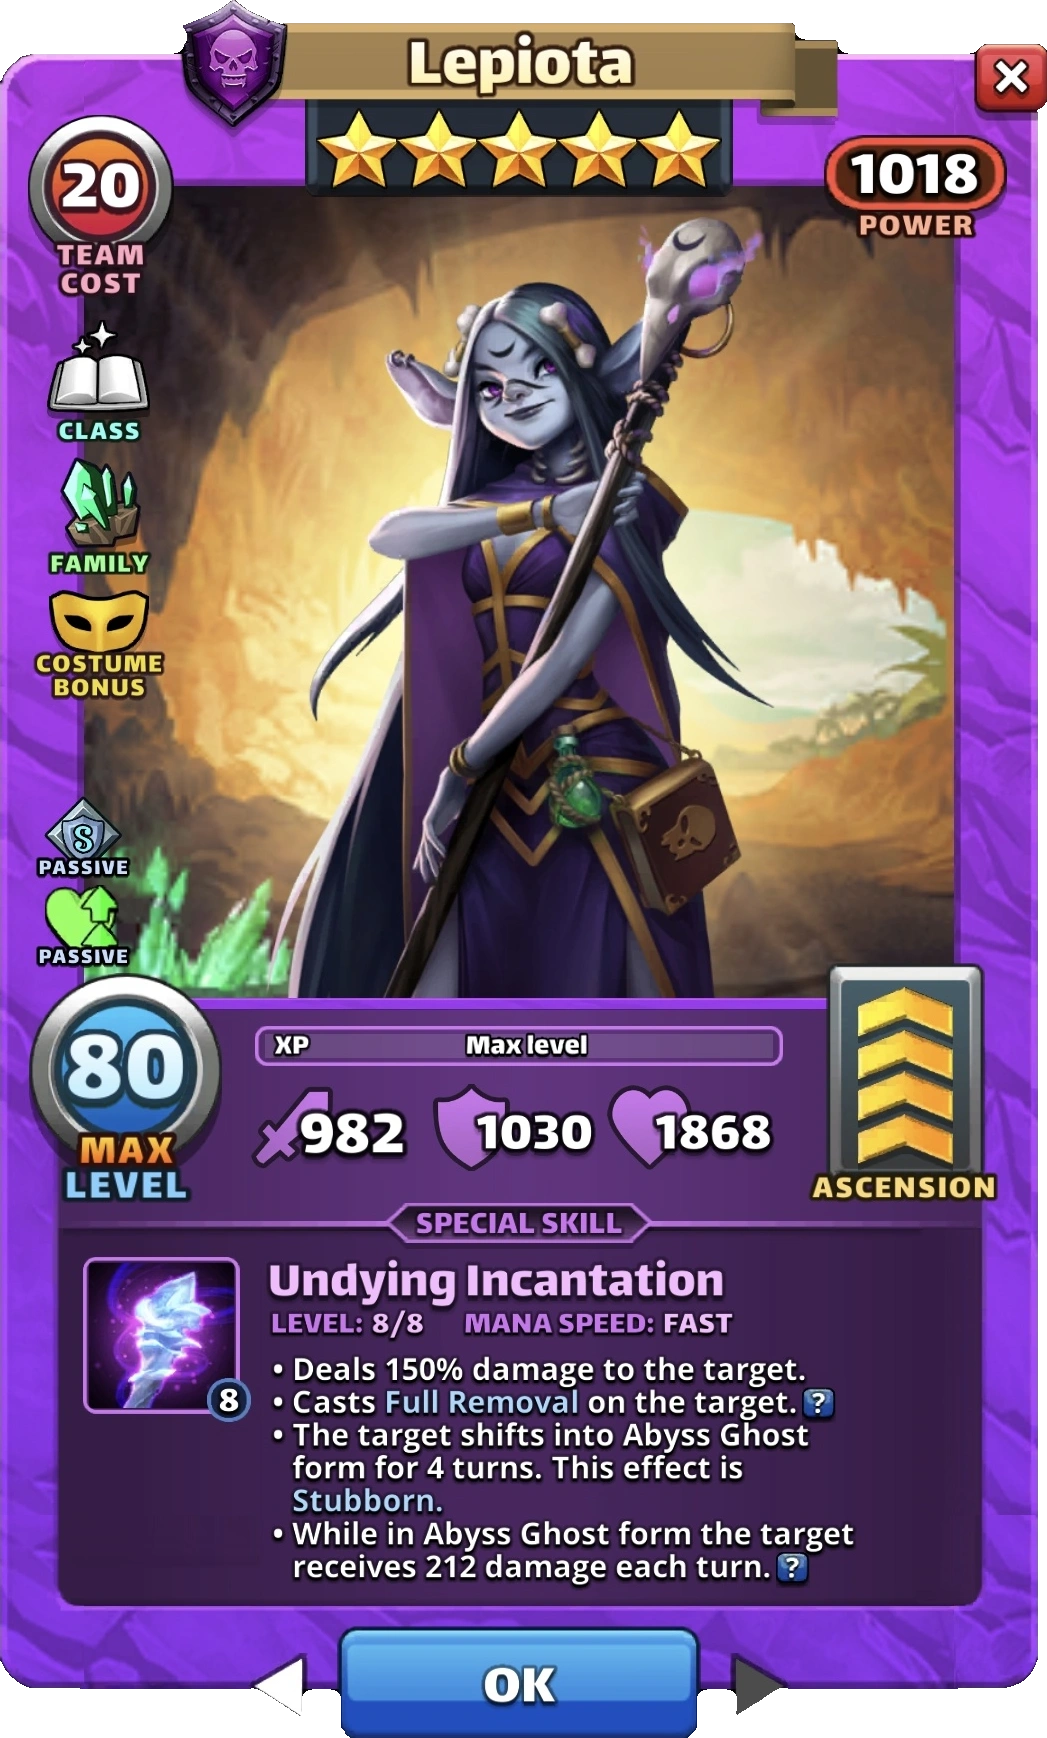 Lepiota
20
TEAM
COST
1018
POWER
CLASS
FAMILY
COSTUME
BONUS
S
PASSIVE
PASSIVE
80
MAX
LEVEL
XP Max level
982 1030 1868
ASCENSION
SPECIAL SKILL
Undying Incantation
LEVEL: 8/8 MANA SPEED: FAST
8
• Deals 150% damage to the target.
• Casts Full Removal on the target. ?
• The target shifts into Abyss Ghost
form for 4 turns. This effect is
Stubborn.
• While in Abyss Ghost form the target
receives 212 damage each turn. ?
OK